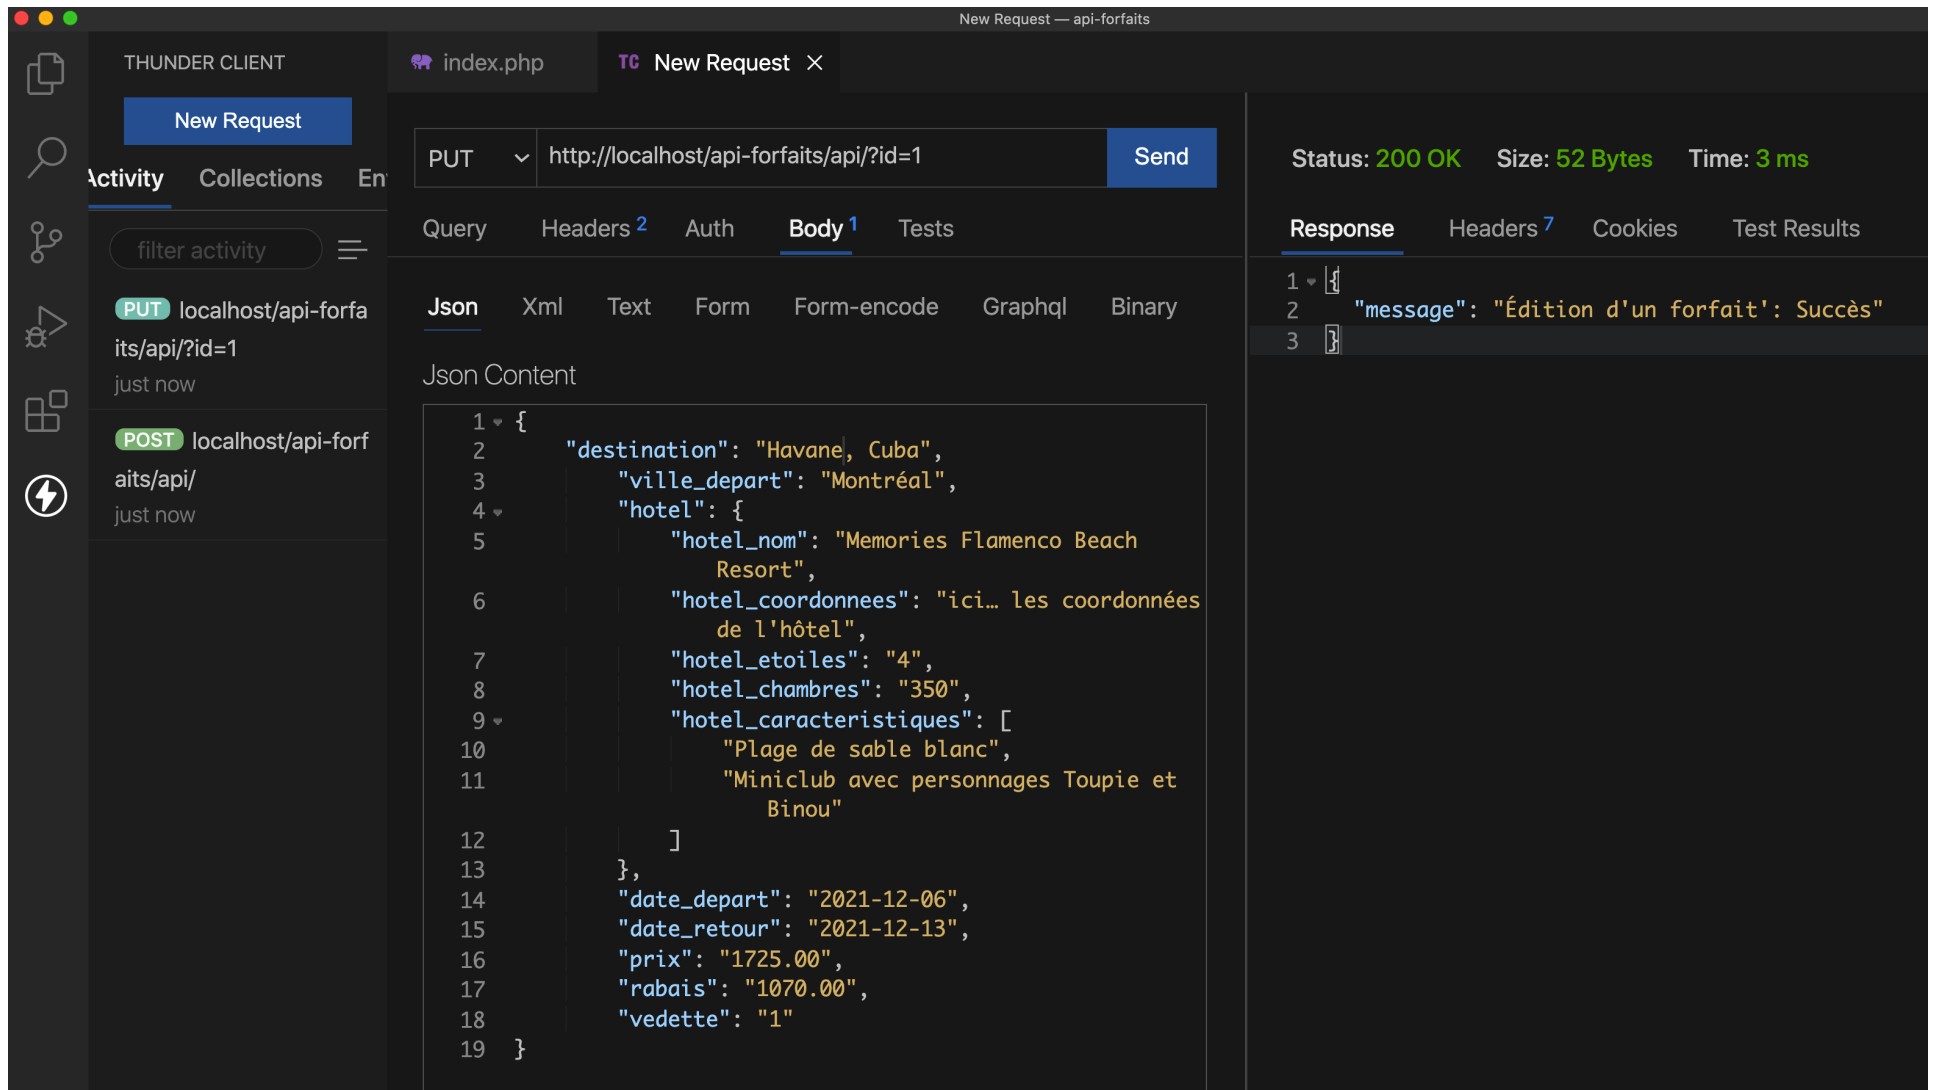 New Request — api-forfaits
THUNDER CLIENT
New Request
Activity
Collections
En
filter activity
PUT localhost/api-forfa
its/api/?id=1
just now
POST localhost/api-forf
aits/api/
just now
index.php
TC New Request
PUT
http://localhost/api-forfaits/api/?id=1
Send
Query
Headers 2
Auth
Body 1
Tests
Json
Xml
Text
Form
Form-encode
Graphql
Binary
Json Content
1 {
2 "destination": "Havane, Cuba",
3 "ville_depart": "Montréal",
4 "hotel": {
5 "hotel_nom": "Memories Flamenco Beach
Resort",
6 "hotel_coordonnees": "ici… les coordonnées
de l'hôtel",
7 "hotel_etoiles": "4",
8 "hotel_chambres": "350",
9 "hotel_caracteristiques": [
10 "Plage de sable blanc",
11 "Miniclub avec personnages Toupie et
Binou"
12 ]
13 },
14 "date_depart": "2021-12-06",
15 "date_retour": "2021-12-13",
16 "prix": "1725.00",
17 "rabais": "1070.00",
18 "vedette": "1"
19 }
Status: 200 OK Size: 52 Bytes Time: 3 ms
Response
Headers 7
Cookies
Test Results
1 {
2 "message": "Édition d'un forfait': Succès"
3 }